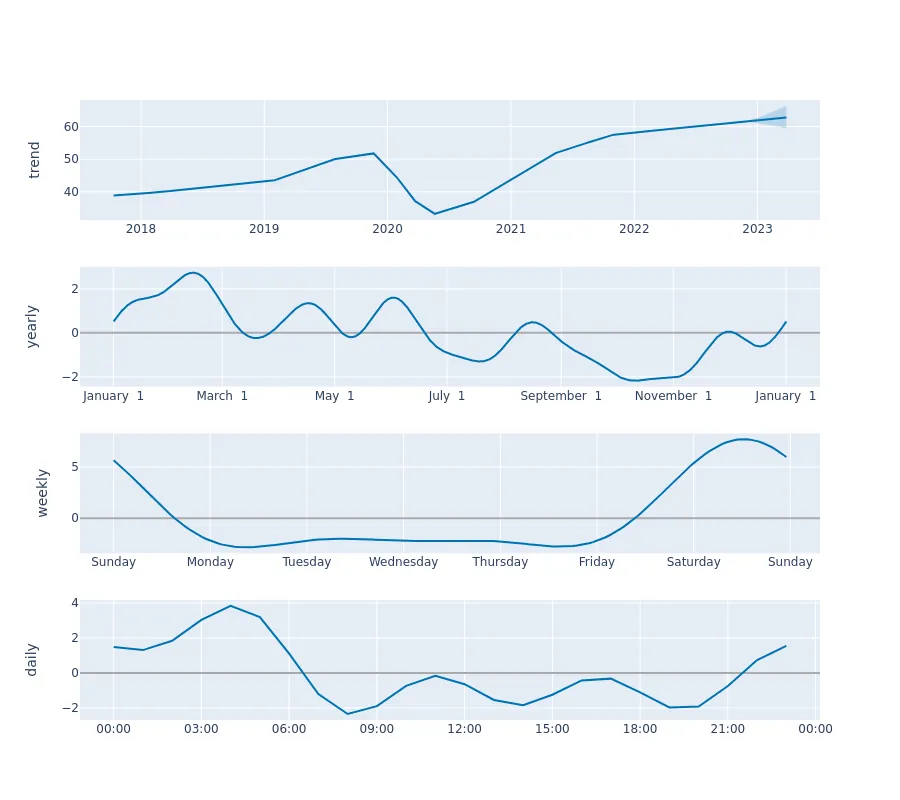 trend
60
50
40
2018 2019 2020 2021 2022 2023
yearly
2
0
−2
January 1 March 1 May 1 July 1 September 1 November 1 January 1
weekly
5
0
Sunday Monday Tuesday Wednesday Thursday Friday Saturday Sunday
daily
4
2
0
−2
00:00 03:00 06:00 09:00 12:00 15:00 18:00 21:00 00:00